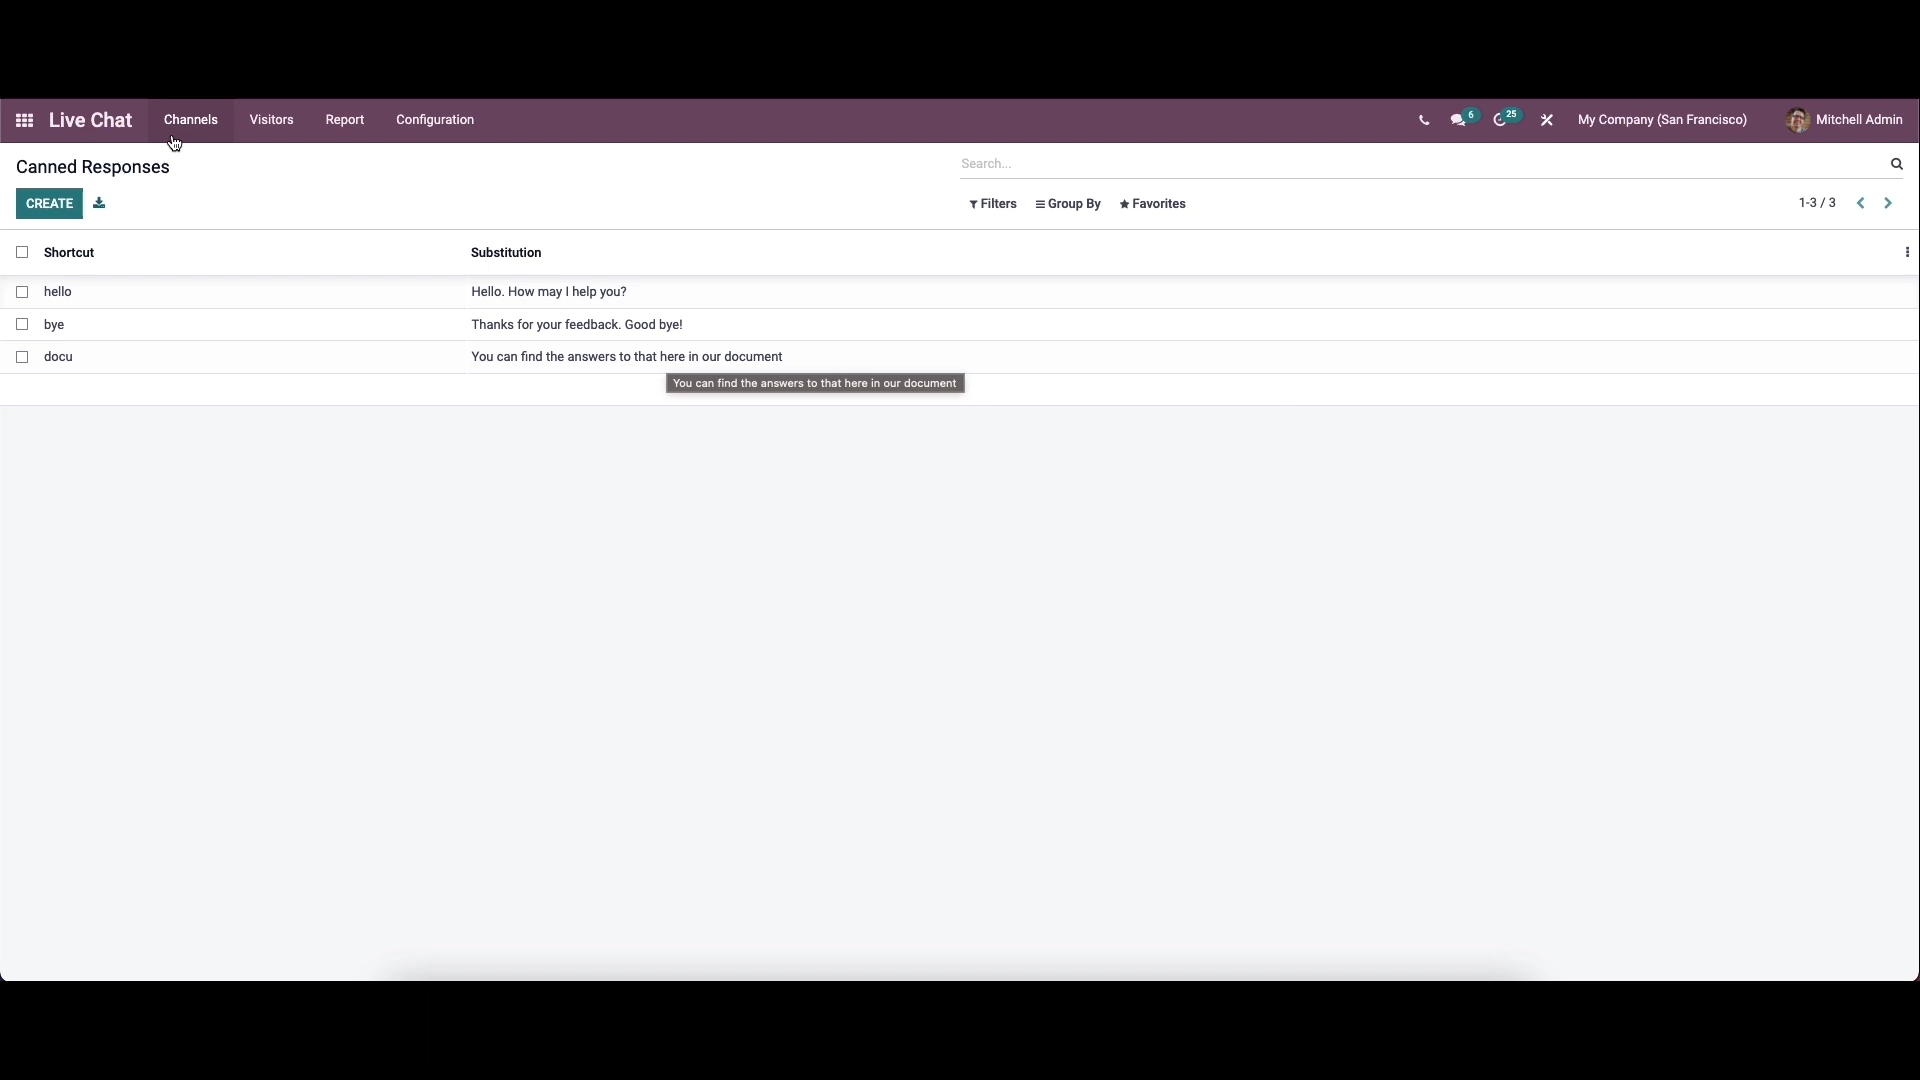 Live Chat Channels Visitors Report Configuration 6 25 My Company (San Francisco) Mitchell Admin
Canned Responses Search...
CREATE Filters Group By Favorites 1-3 / 3
Shortcut Substitution
hello Hello. How may I help you?
bye Thanks for your feedback. Good bye!
docu You can find the answers to that here in our document
You can find the answers to that here in our document